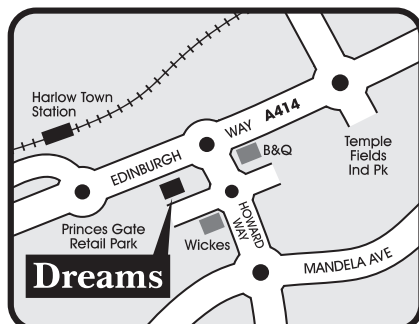 Harlow Town
Station
EDINBURGH WAY A414
B&Q
Temple
Fields
Ind Pk
Princes Gate
Retail Park
HOWARD
WAY
Wickes
Dreams
MANDELA AVE